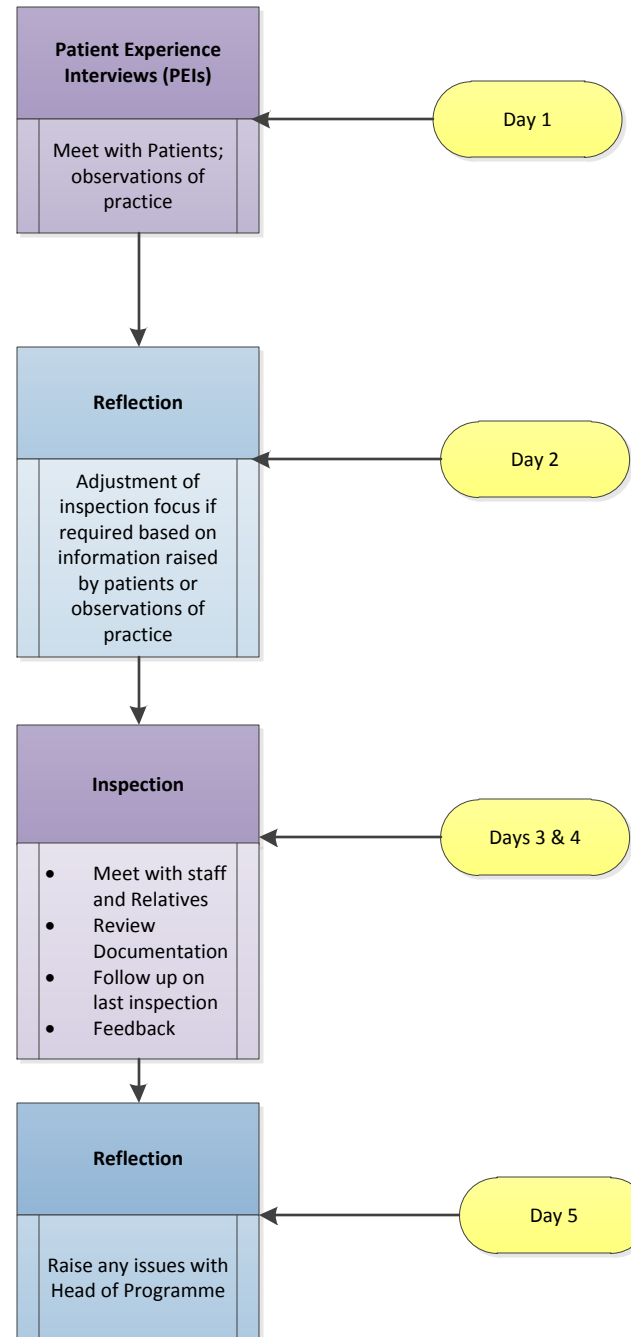 Patient Experience
Interviews (PEIs)
Day 1
Meet with Patients;
observations of
practice
Reflection
Day 2
Adjustment of
inspection focus if
required based on
information raised
by patients or
observations of
practice
Inspection
Days 3 & 4
• Meet with staff
and Relatives
• Review
Documentation
• Follow up on
last inspection
• Feedback
Reflection
Day 5
Raise any issues with
Head of Programme